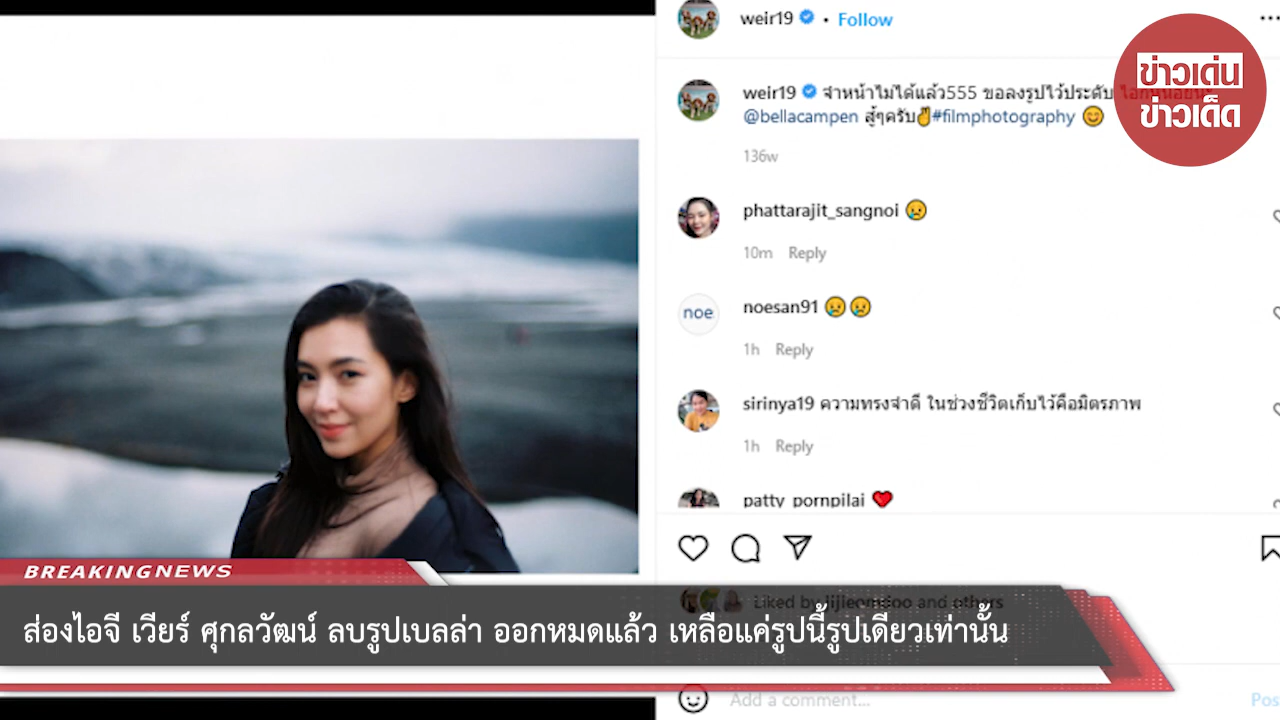 weir19 • Follow
ข่าวเด่น
ข่าวเด็ด
weir19 จำหน้าไม่ได้แล้ว555 ขอลงรูปไว้ประดับ
@bellacampen สู้ๆครับ✌#filmphotography 😊
136w
phattarajit_sangnoi 😢
10m Reply
noe
noesan91 😢😢
1h Reply
sirinya19 ความทรงจำดี ในช่วงชีวิตเก็บไว้คือมิตรภาพ
1h Reply
patty_pornpilai ❤️
BREAKINGNEWS
Liked by and others
ส่องไอจี เวียร์ ศุกลวัฒน์ ลบรูปเบลล่า ออกหมดแล้ว เหลือแค่รูปนี้รูปเดียวเท่านั้น
Add a comment...
Pos